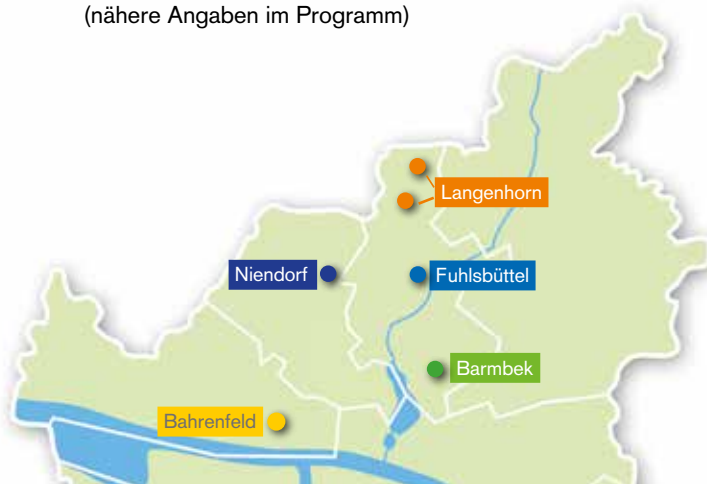 (nähere Angaben im Programm)
Langenhorn
Niendorf
Fuhlsbüttel
Barmbek
Bahrenfeld